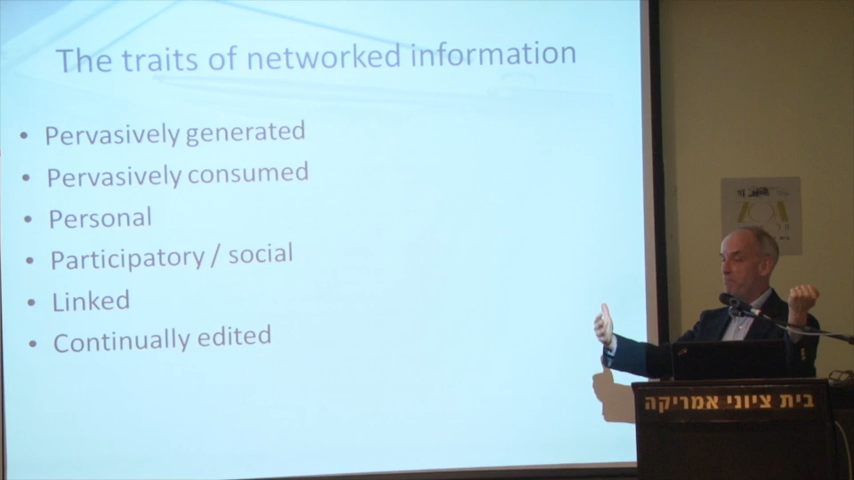 The traits of networked information
• Pervasively generated
• Pervasively consumed
• Personal
• Participatory / social
• Linked
• Continually edited
בית ציוני אמריקה